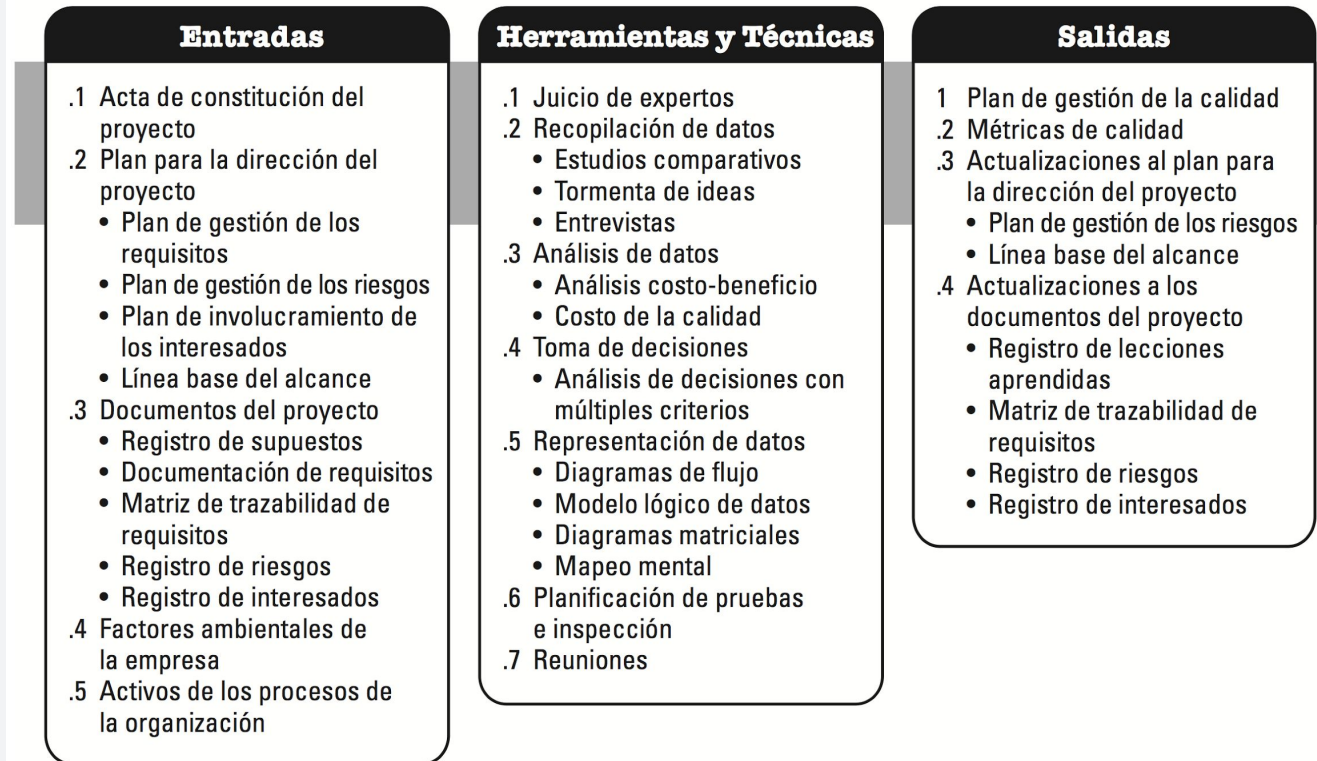 Entradas
.1 Acta de constitución del
proyecto
.2 Plan para la dirección del
proyecto
• Plan de gestión de los
requisitos
• Plan de gestión de los riesgos
• Plan de involucramiento de
los interesados
• Línea base del alcance
.3 Documentos del proyecto
• Registro de supuestos
• Documentación de requisitos
• Matriz de trazabilidad de
requisitos
• Registro de riesgos
• Registro de interesados
.4 Factores ambientales de
la empresa
.5 Activos de los procesos de
la organización
Herramientas y Técnicas
.1 Juicio de expertos
.2 Recopilación de datos
• Estudios comparativos
• Tormenta de ideas
• Entrevistas
.3 Análisis de datos
• Análisis costo-beneficio
• Costo de la calidad
.4 Toma de decisiones
• Análisis de decisiones con
múltiples criterios
.5 Representación de datos
• Diagramas de flujo
• Modelo lógico de datos
• Diagramas matriciales
• Mapeo mental
.6 Planificación de pruebas
e inspección
.7 Reuniones
Salidas
1 Plan de gestión de la calidad
.2 Métricas de calidad
.3 Actualizaciones al plan para
la dirección del proyecto
• Plan de gestión de los riesgos
• Línea base del alcance
.4 Actualizaciones a los
documentos del proyecto
• Registro de lecciones
aprendidas
• Matriz de trazabilidad de
requisitos
• Registro de riesgos
• Registro de interesados